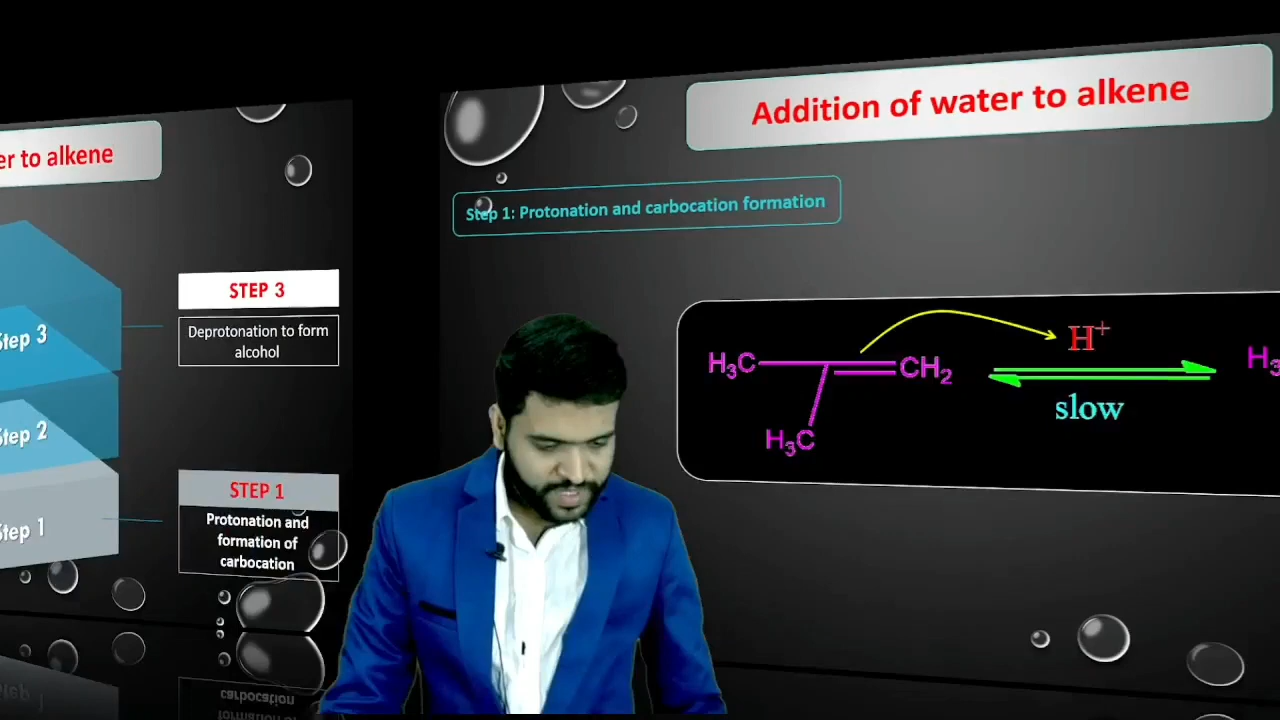 er to alkene
Step 3
Step 2
Step 1
STEP 3
Deprotonation to form
alcohol
STEP 1
Protonation and
formation of
carbocation
Addition of water to alkene
Step 1: Protonation and carbocation formation
H₃C
CH₂
H₃C
H⁺
slow
H₃